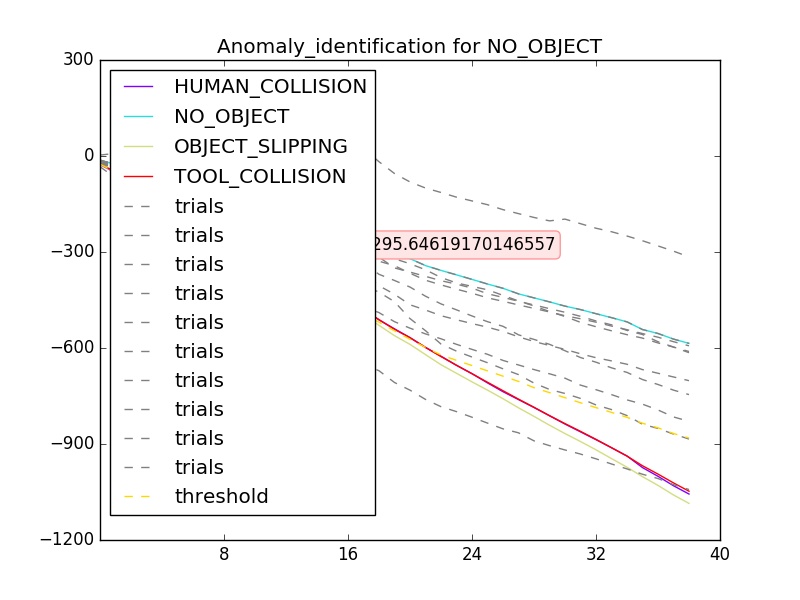 Anomaly_identification for NO_OBJECT
300
0
−300
−600
−900
−1200
HUMAN_COLLISION
NO_OBJECT
OBJECT_SLIPPING
TOOL_COLLISION
trials
trials
trials
trials
trials
trials
trials
trials
trials
trials
threshold
295.64619170146557
8
16
24
32
40